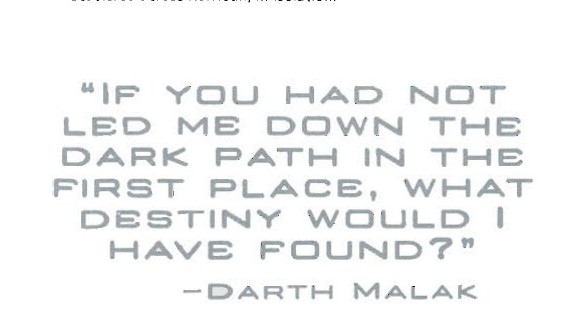 “If you had not
led me down the
dark path in the
first place, what
destiny would I
have found?”
–Darth Malak